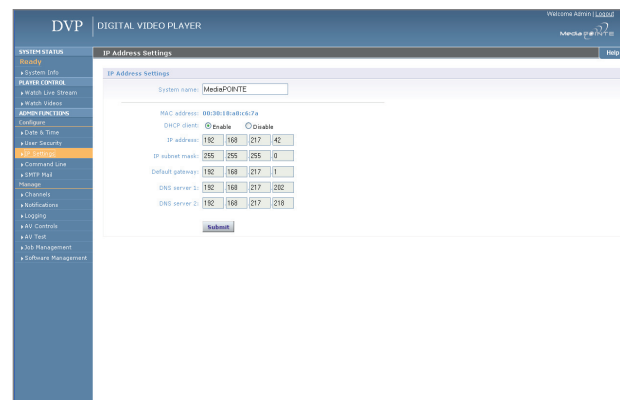 Welcome Admin | Logout
DVP DIGITAL VIDEO PLAYER
Media POINTE
SYSTEM STATUS
Ready
System Info
PLAYER CONTROL
Watch Live Stream
Watch Videos
ADMIN FUNCTIONS
Configure
Date & Time
User Security
IP Settings
Command Line
SMTP Mail
Manage
Channels
Notifications
Logging
AV Controls
AV Test
Job Management
Software Management
IP Address Settings Help
IP Address Settings
System name: MediaPOINTE
MAC address: 00:30:18:a8:c6:7a
DHCP client: Enable Disable
IP address: 192 168 217 42
IP subnet mask: 255 255 255 0
Default gateway: 192 168 217 1
DNS server 1: 192 168 217 202
DNS server 2: 192 168 217 218
Submit